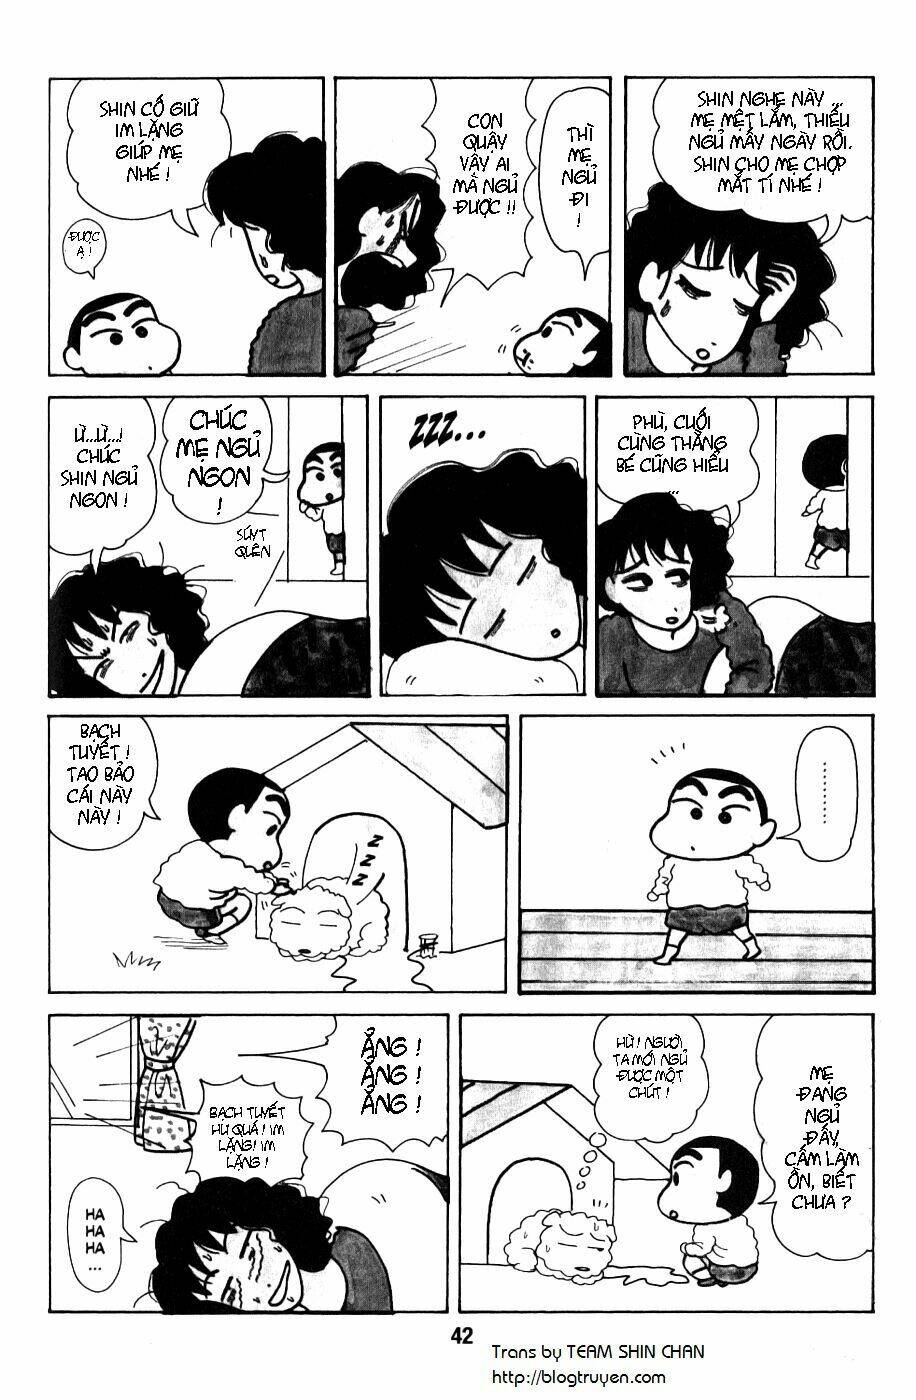 SHIN NGHE NÀY ...
MẸ MỆT LẮM, THIẾU
NGỦ MẤY NGÀY RỒI.
SHIN CHO MẸ CHỢP
MẮT TÍ NHÉ !
THÌ
MẸ
NGỦ
ĐI
!
CON
QUẬY
VẬY AI
MÀ NGỦ
ĐƯỢC !!
SHIN CỐ GIỮ
IM LẶNG
GIÚP MẸ
NHÉ !
ĐƯỢC
Ạ !
PHÙ, CUỐI
CÙNG THẰNG
BÉ CŨNG HIỂU
...
ZZZ...
CHÚC
MẸ NGỦ
NGON
!
SUÝT
QUÊN
Ừ...Ừ...!
CHÚC
SHIN NGỦ
NGON !
.........
BẠCH
TUYẾT !
TAO BẢO
CÁI NÀY
NÀY !
Z
Z
Z
MẸ
ĐANG
NGỦ
ĐẤY,
CẤM LÀM
ỒN, BIẾT
CHƯA ?
HỪ ! NGƯỜI
TA MỚI NGỦ
ĐƯỢC MỘT
CHÚT !
ẲNG !
ẲNG !
ẲNG !
BẠCH TUYẾT
HƯ QUÁ ! IM
LẶNG! IM
LẶNG !
HA
HA
HA
...
42
Trans by TEAM SHIN CHAN
http://blogtruyen.com